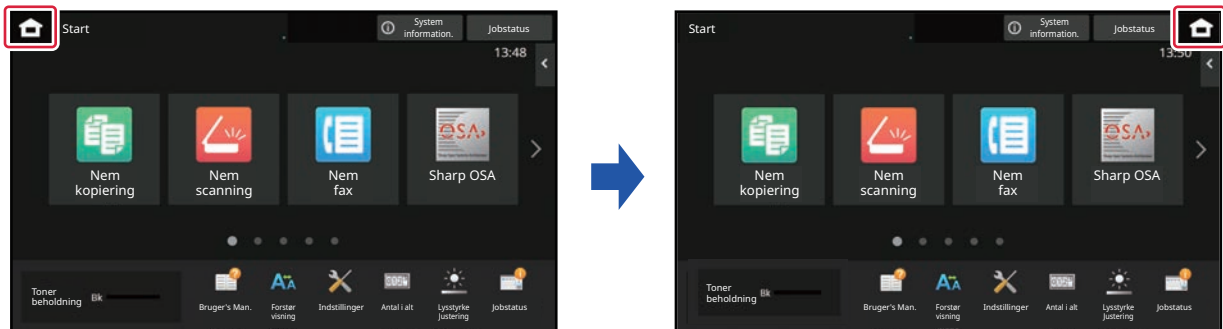 Start
System
information.
Jobstatus
13:48
Nem
kopiering
Nem
scanning
Nem
fax
OSA
Sharp OSA
Toner
beholdning
Bk
Bruger's Man.
Forstør
visning
Indstillinger
Antal i alt
Lysstyrke
Justering
Jobstatus
Start
System
information.
Jobstatus
13:50
Nem
kopiering
Nem
scanning
Nem
fax
OSA
Sharp OSA
Toner
beholdning
Bk
Bruger's Man.
Forstør
visning
Indstillinger
Antal i alt
Lysstyrke
Justering
Jobstatus